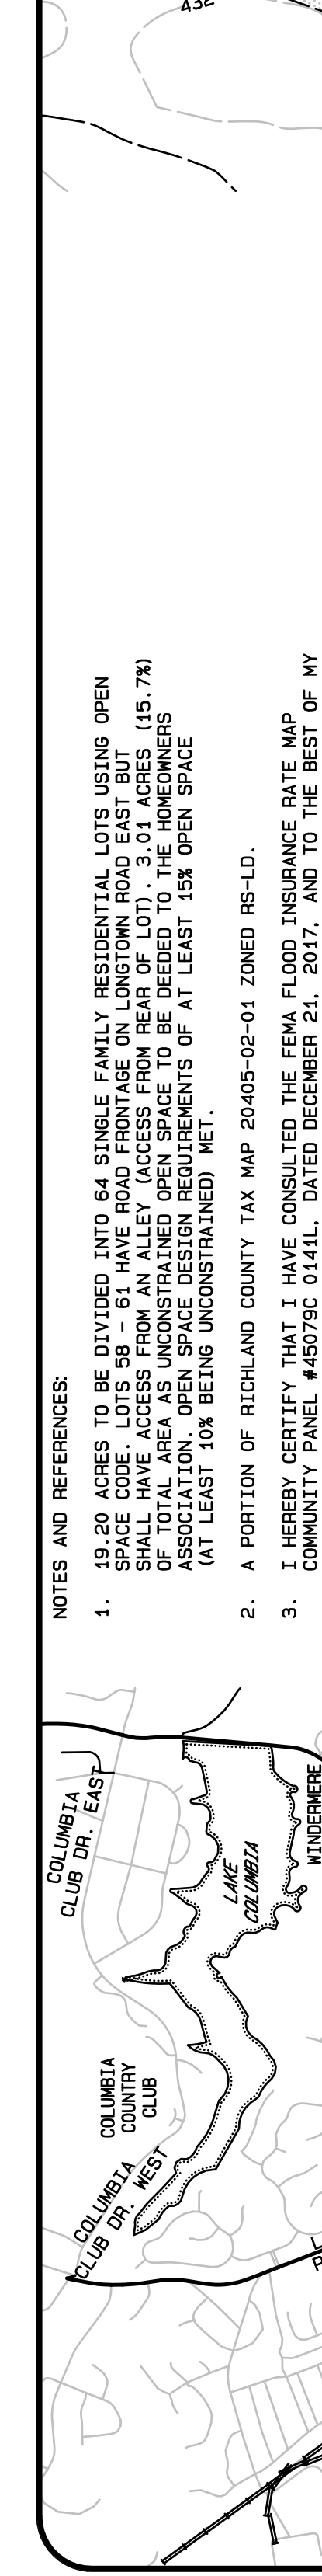 NOTES AND REFERENCES:
1. 19.20 ACRES TO BE DIVIDED INTO 64 SINGLE FAMILY RESIDENTIAL LOTS USING OPEN
SPACE CODE. LOTS 58 - 61 HAVE ROAD FRONTAGE ON LONGTOWN ROAD EAST BUT
SHALL HAVE ACCESS FROM AN ALLEY (ACCESS FROM REAR OF LOT). 3.01 ACRES (15.7%)
OF TOTAL AREA AS UNCONSTRAINED OPEN SPACE TO BE DEEDED TO THE HOMEOWNERS
ASSOCIATION. OPEN SPACE DESIGN REQUIREMENTS OF AT LEAST 15% OPEN SPACE
(AT LEAST 10% BEING UNCONSTRAINED) MET.
2. A PORTION OF RICHLAND COUNTY TAX MAP 20405-02-01 ZONED RS-LD.
3. I HEREBY CERTIFY THAT I HAVE CONSULTED THE FEMA FLOOD INSURANCE RATE MAP
COMMUNITY PANEL #45079C 0141L, DATED DECEMBER 21, 2017, AND TO THE BEST OF MY
COLUMBIA
CLUB DR. EAST
LAKE
COLUMBIA
WINDERMERE
COLUMBIA
COUNTRY
CLUB
COLUMBIA
CLUB DR. WEST
432